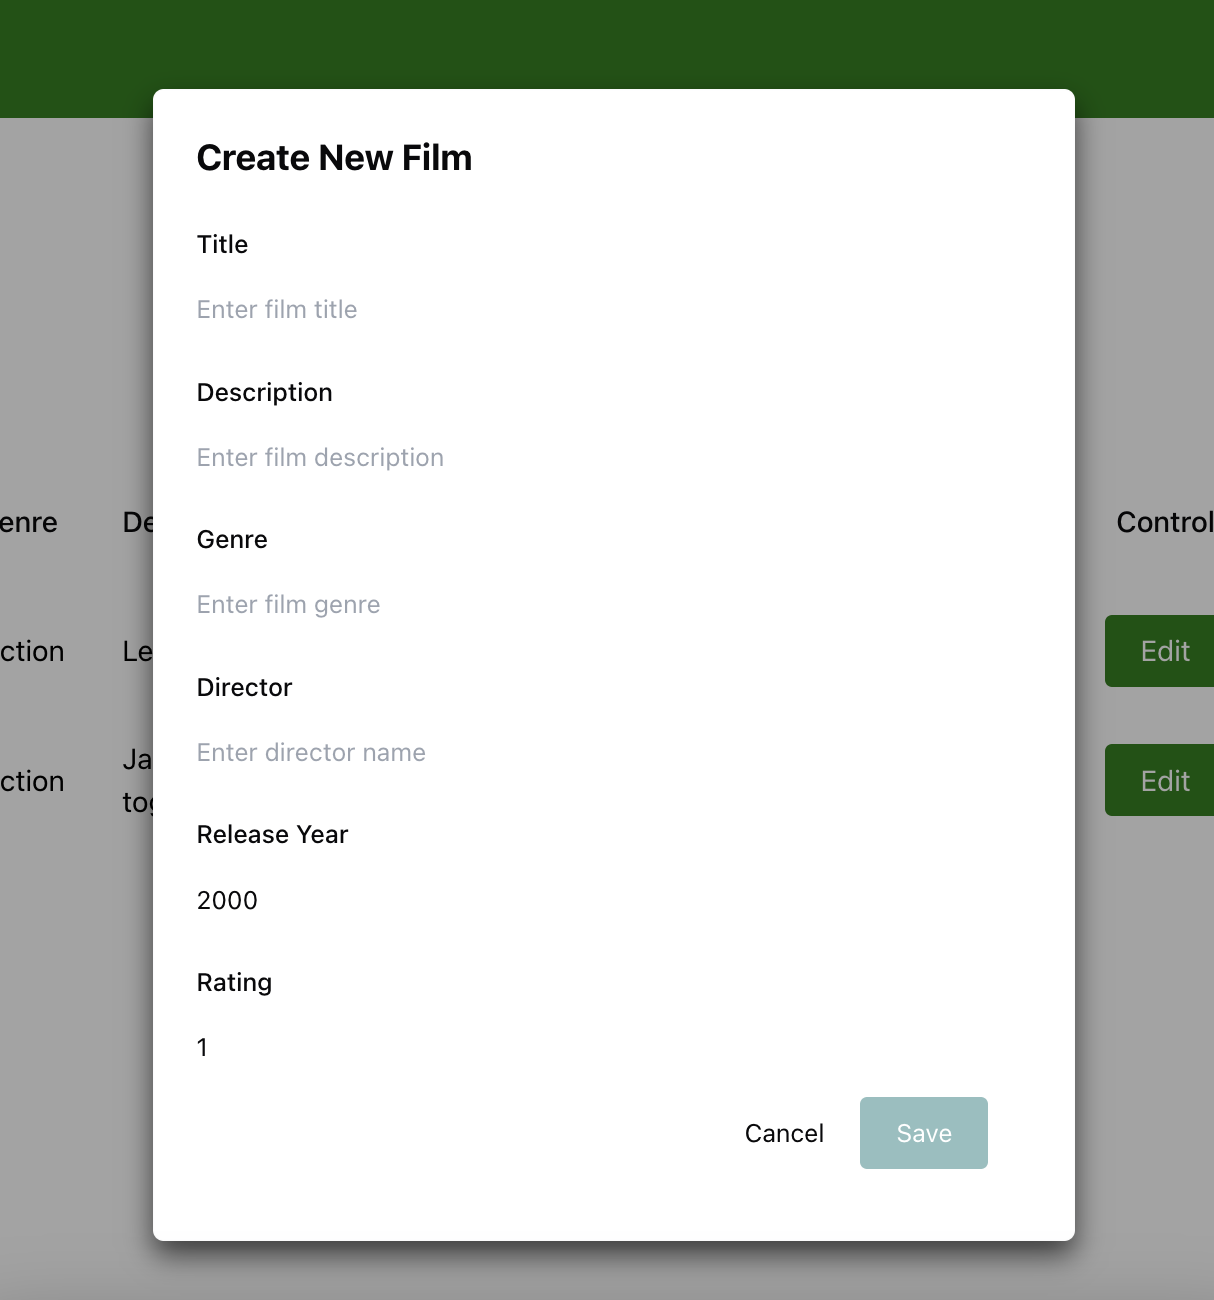 Create New Film
Title
Enter film title
Description
Enter film description
Genre
Enter film genre
Director
Enter director name
Release Year
2000
Rating
1
Cancel
Save
enre
De
Control
ction
Le
Edit
ction
Ja
tog
Edit